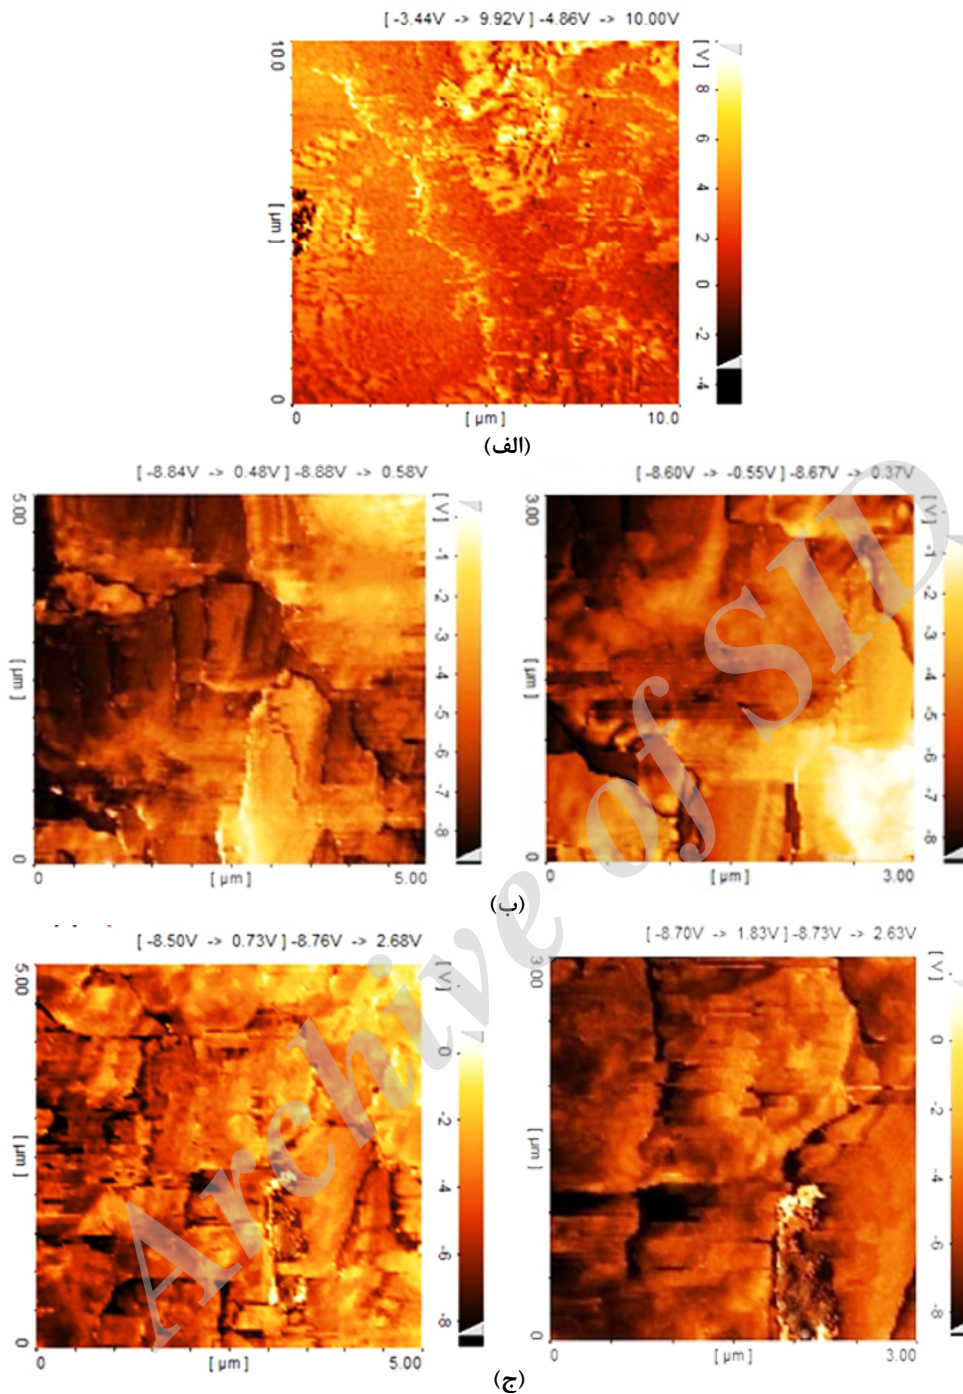 [ -3.44V -> 9.92V ] -4.86V -> 10.00V
10.0
[ µm ]
0
0
[ µm ]
10.0
[ V ]
8
6
4
2
0
-2
-4
(الف)
[ -8.84V -> 0.48V ] -8.88V -> 0.58V
5.00
[ µm ]
0
0
[ µm ]
5.00
[ V ]
-1
-2
-3
-4
-5
-6
-7
-8
[ -8.60V -> -0.55V ] -8.67V -> 0.37V
3.00
[ µm ]
0
0
[ µm ]
3.00
[ V ]
-1
-2
-3
-4
-5
-6
-7
-8
(ب)
[ -8.50V -> 0.73V ] -8.76V -> 2.68V
5.00
[ µm ]
0
0
[ µm ]
5.00
[ V ]
0
-2
-4
-6
-8
[ -8.70V -> 1.83V ] -8.73V -> 2.63V
3.00
[ µm ]
0
0
[ µm ]
3.00
[ V ]
0
-2
-4
-6
-8
(ج)
Archive of SID